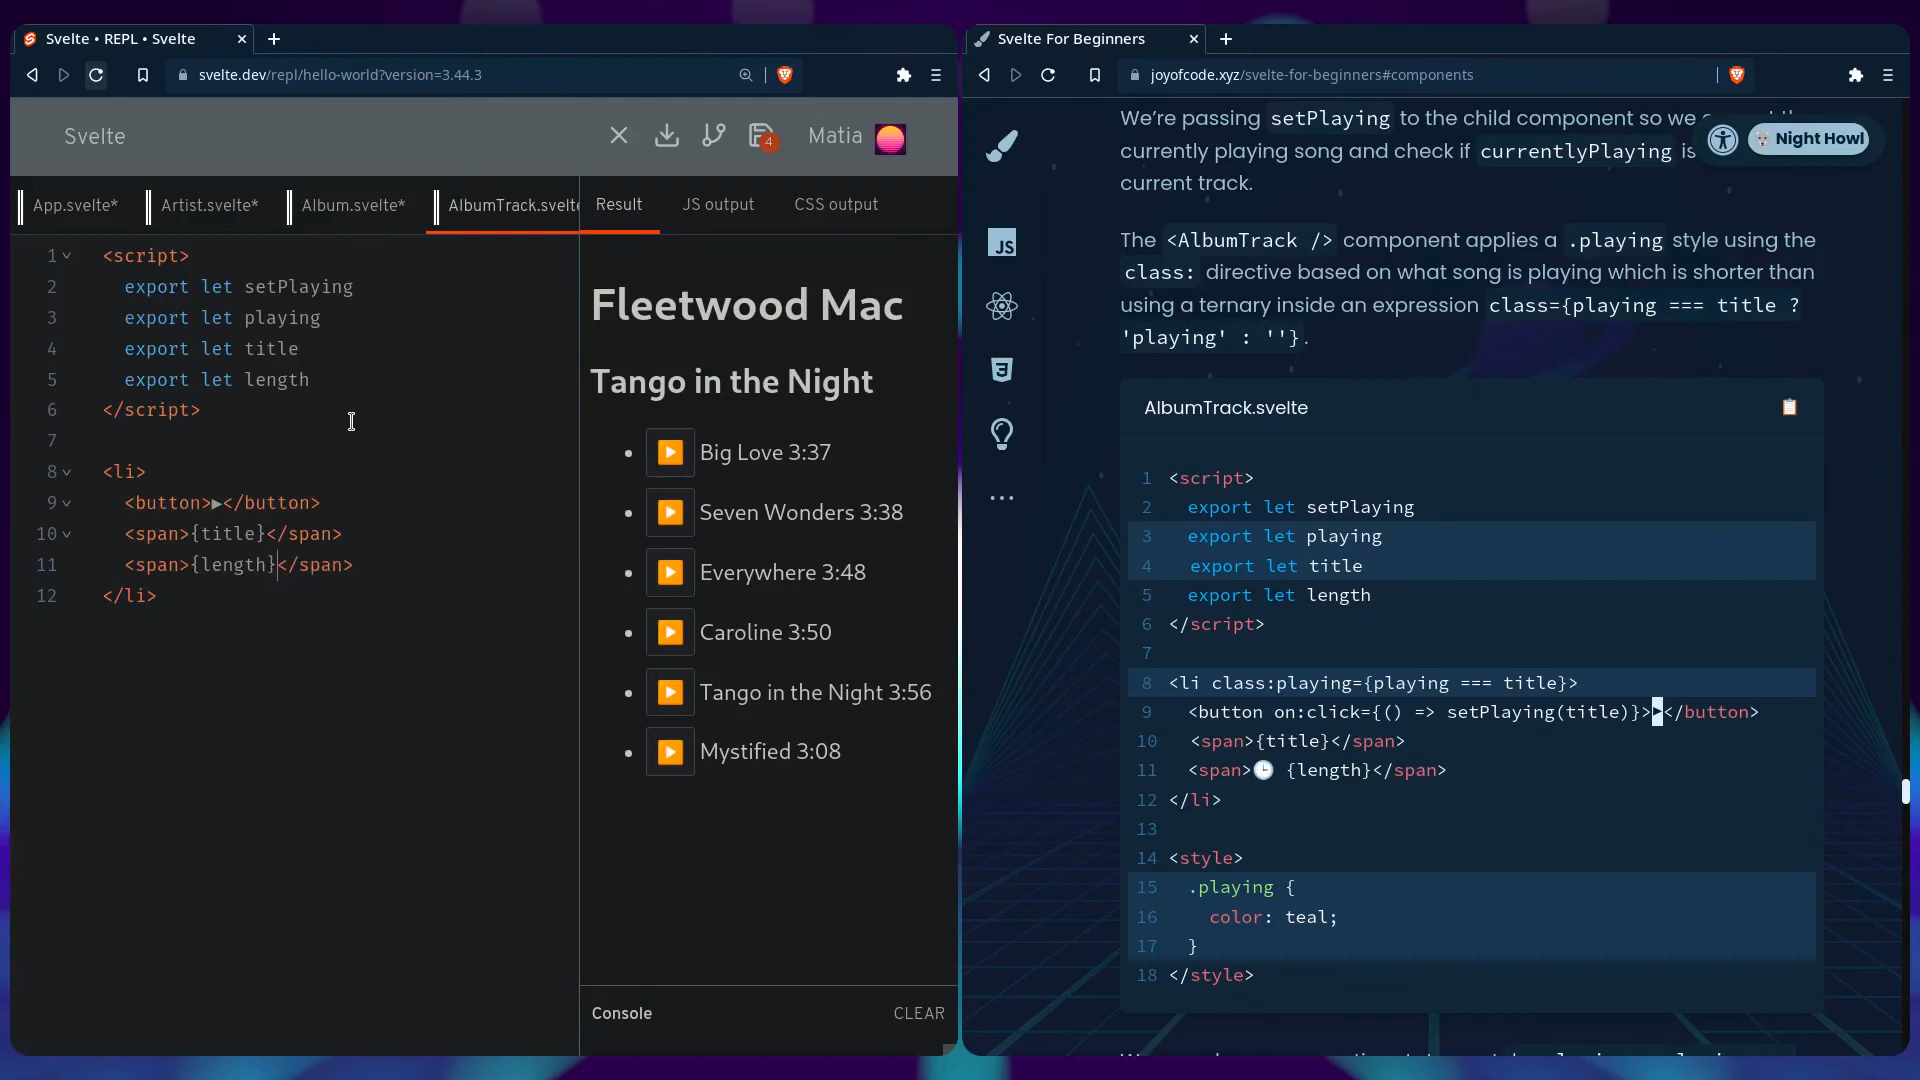 Svelte • REPL • Svelte
svelte.dev/repl/hello-world?version=3.44.3
Svelte
4
Matia
App.svelte*
Artist.svelte*
Album.svelte*
AlbumTrack.svelte
Result
JS output
CSS output
1 <script>
2 export let setPlaying
3 export let playing
4 export let title
5 export let length
6 </script>
7
8 <li>
9 <button>▶</button>
10 <span>{title}</span>
11 <span>{length}</span>
12 </li>
Fleetwood Mac
Tango in the Night
• ▶ Big Love 3:37
• ▶ Seven Wonders 3:38
• ▶ Everywhere 3:48
• ▶ Caroline 3:50
• ▶ Tango in the Night 3:56
• ▶ Mystified 3:08
Console
CLEAR
Svelte For Beginners
joyofcode.xyz/svelte-for-beginners#components
We’re passing setPlaying to the child component so we
currently playing song and check if currentlyPlaying is
current track.
Night Howl
JS
The <AlbumTrack /> component applies a .playing style using the
class: directive based on what song is playing which is shorter than
using a ternary inside an expression class={playing === title ?
'playing' : ''}.
AlbumTrack.svelte
1 <script>
2 export let setPlaying
3 export let playing
4 export let title
5 export let length
6 </script>
7
8 <li class:playing={playing === title}>
9 <button on:click={() => setPlaying(title)}>▶</button>
10 <span>{title}</span>
11 <span>🕒 {length}</span>
12 </li>
13
14 <style>
15 .playing {
16 color: teal;
17 }
18 </style>